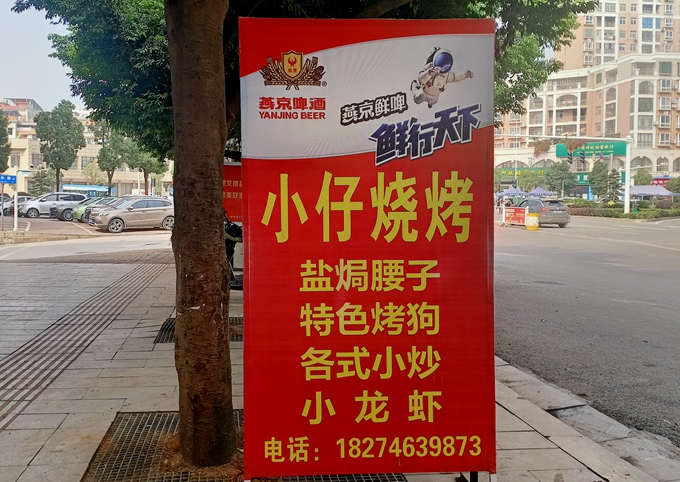 燕京啤酒
YANJING BEER
燕京鲜啤
鲜行天下
小仔烧烤
盐焗腰子
特色烤狗
各式小炒
小龙虾
电话：18274639873